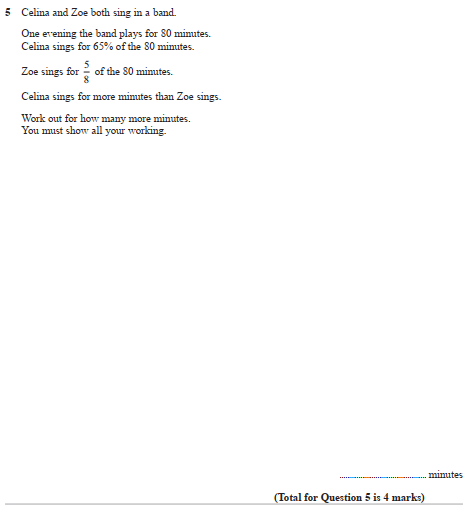 5 Celina and Zoe both sing in a band.
One evening the band plays for 80 minutes.
Celina sings for 65% of the 80 minutes.
Zoe sings for 5/8 of the 80 minutes.
Celina sings for more minutes than Zoe sings.
Work out for how many more minutes.
You must show all your working.
.......................................... minutes
(Total for Question 5 is 4 marks)